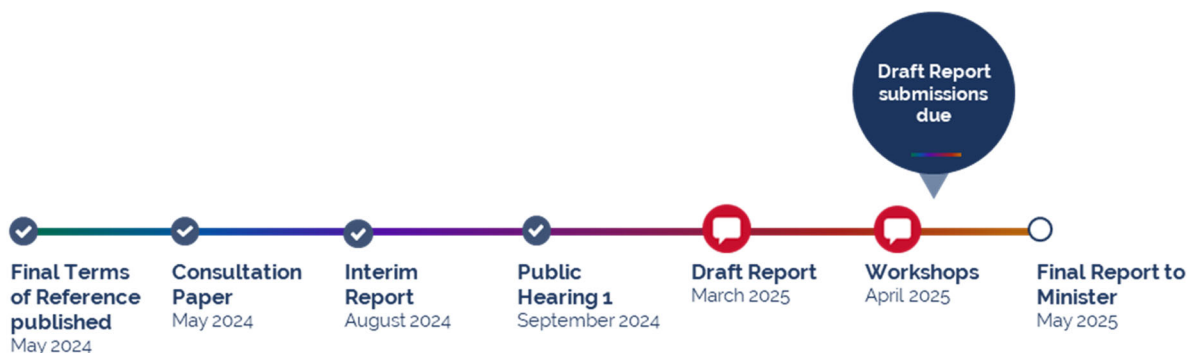 Draft Report
submissions
due
Final Terms
of Reference
published
May 2024
Consultation
Paper
May 2024
Interim
Report
August 2024
Public
Hearing 1
September 2024
Draft Report
March 2025
Workshops
April 2025
Final Report to
Minister
May 2025